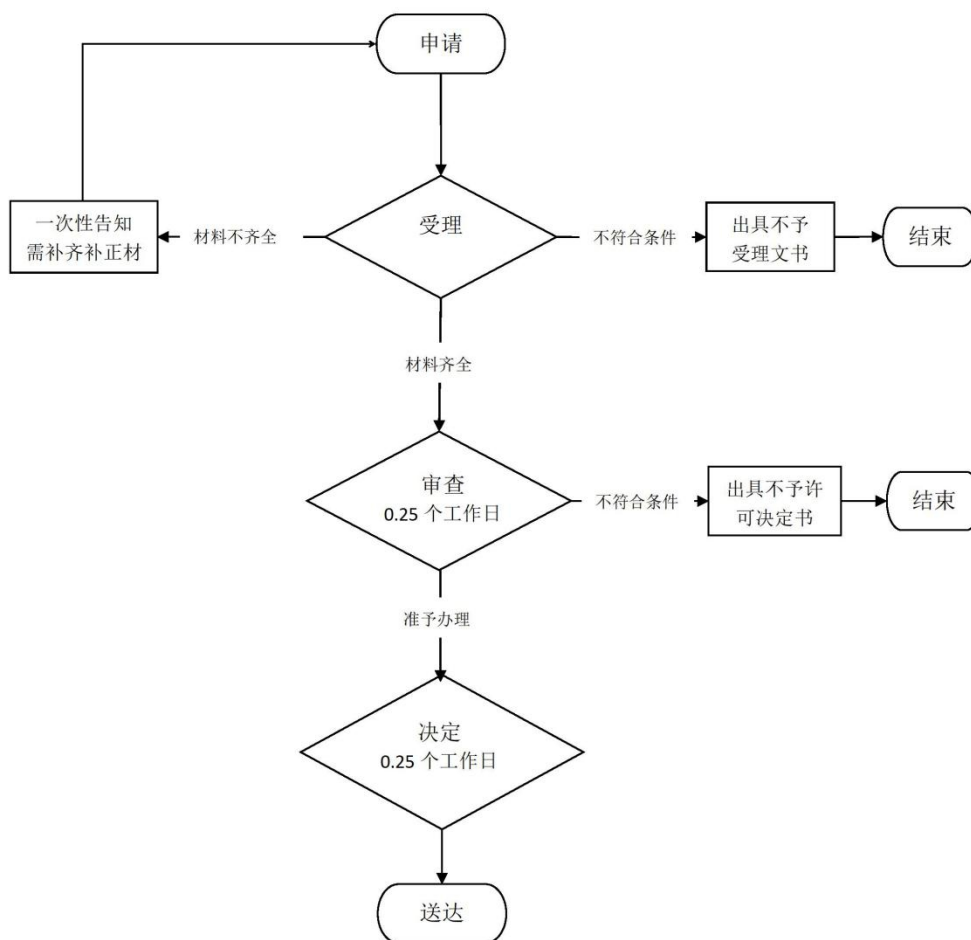 申请
一次性告知
需补齐补正材
材料不齐全
受理
不符合条件
出具不予
受理文书
结束
材料齐全
审查
0.25 个工作日
不符合条件
出具不予许
可决定书
结束
准予办理
决定
0.25 个工作日
送达